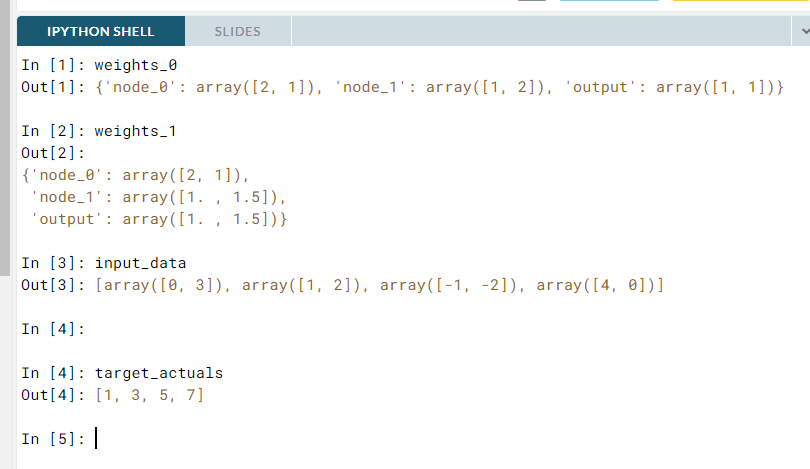 IPYTHON SHELL SLIDES
In [1]: weights_0
Out[1]: {'node_0': array([2, 1]), 'node_1': array([1, 2]), 'output': array([1, 1])}
In [2]: weights_1
Out[2]:
{'node_0': array([2, 1]),
'node_1': array([1. , 1.5]),
'output': array([1. , 1.5])}
In [3]: input_data
Out[3]: [array([0, 3]), array([1, 2]), array([-1, -2]), array([4, 0])]
In [4]:
In [4]: target_actuals
Out[4]: [1, 3, 5, 7]
In [5]: